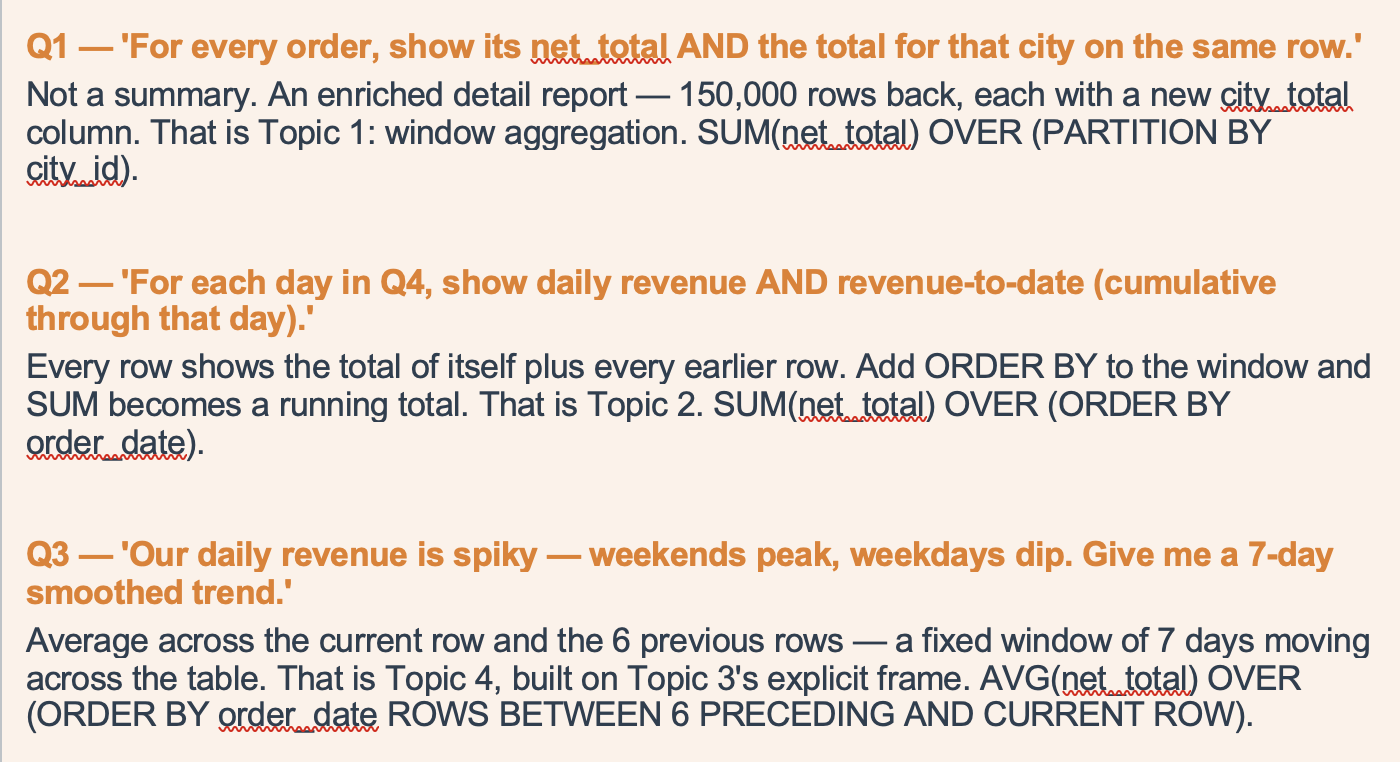 Q1 — 'For every order, show its net_total AND the total for that city on the same row.'
Not a summary. An enriched detail report — 150,000 rows back, each with a new city_total
column. That is Topic 1: window aggregation. SUM(net_total) OVER (PARTITION BY
city_id).
Q2 — 'For each day in Q4, show daily revenue AND revenue-to-date (cumulative
through that day).'
Every row shows the total of itself plus every earlier row. Add ORDER BY to the window and
SUM becomes a running total. That is Topic 2. SUM(net_total) OVER (ORDER BY
order_date).
Q3 — 'Our daily revenue is spiky — weekends peak, weekdays dip. Give me a 7-day
smoothed trend.'
Average across the current row and the 6 previous rows — a fixed window of 7 days moving
across the table. That is Topic 4, built on Topic 3's explicit frame. AVG(net_total) OVER
(ORDER BY order_date ROWS BETWEEN 6 PRECEDING AND CURRENT ROW).